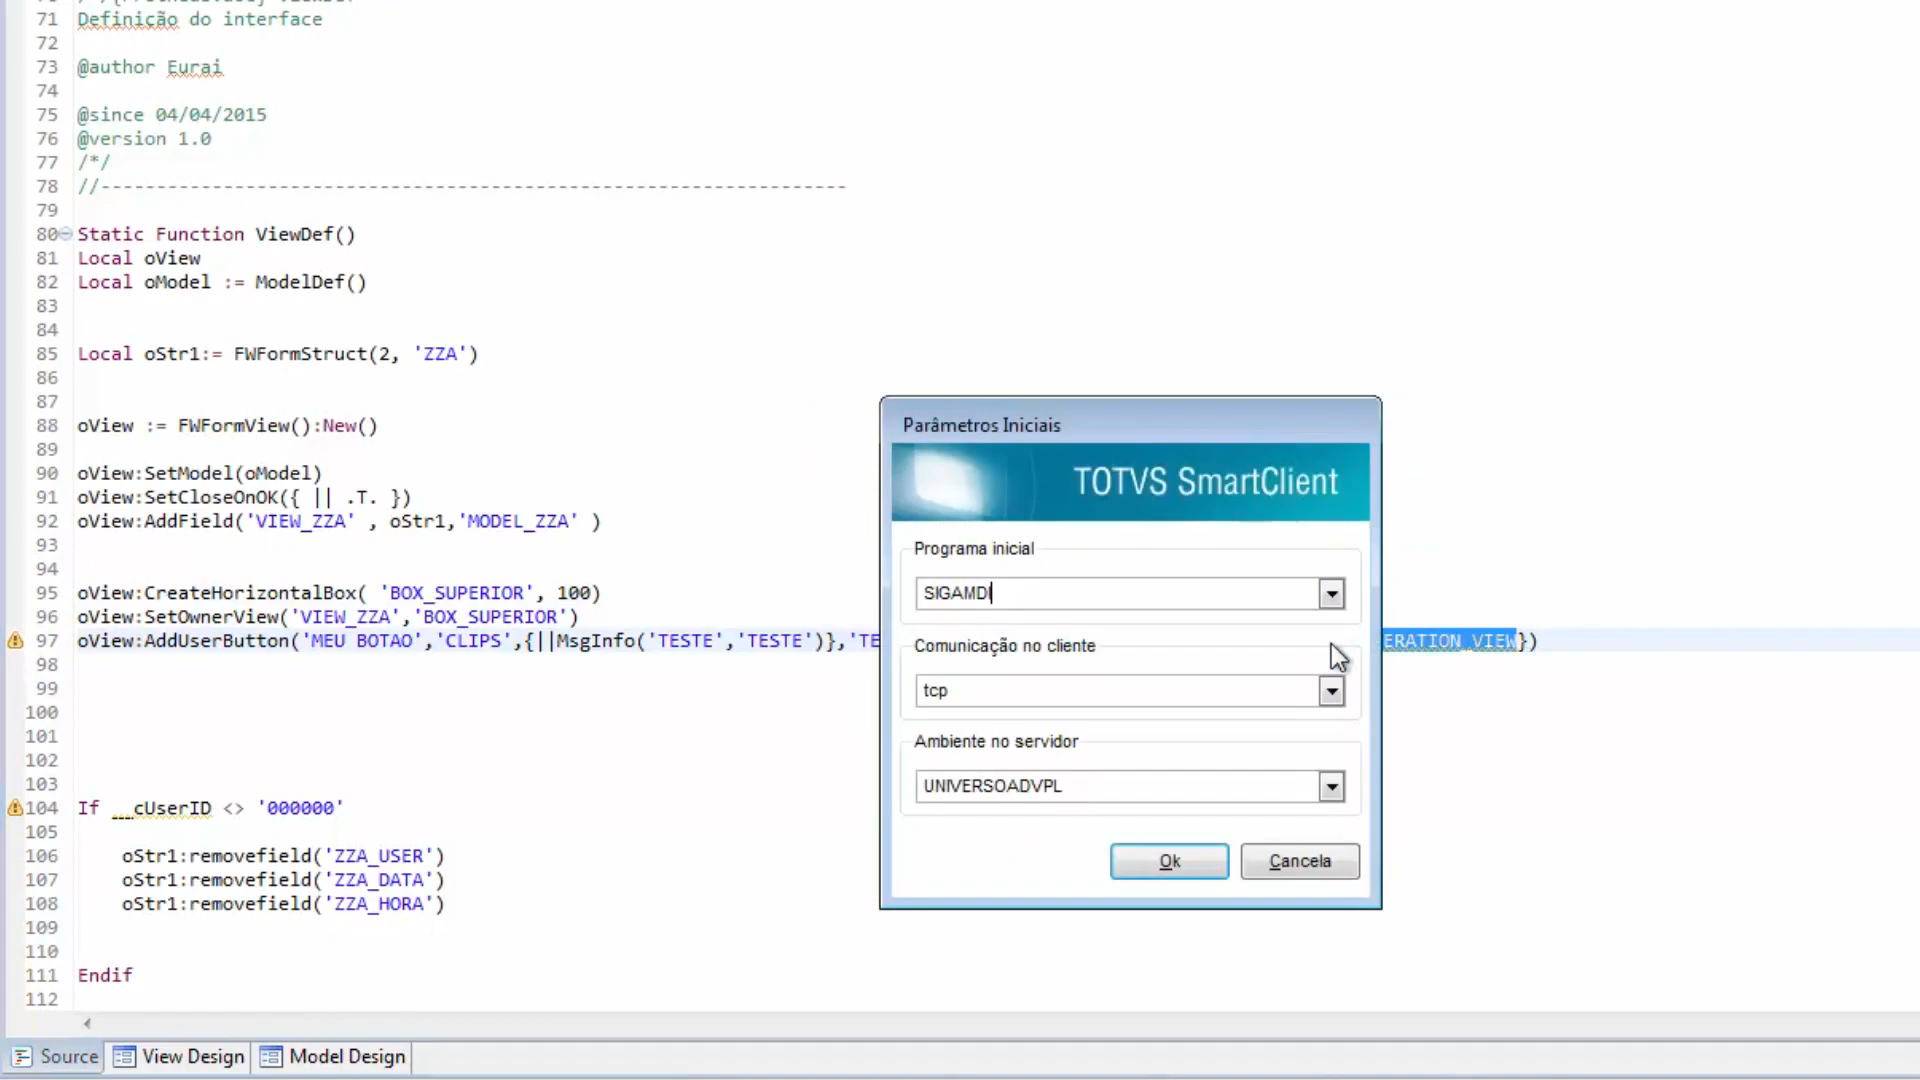 71 Definição do interface
72
73 @author Eurai
74
75 @since 04/04/2015
76 @version 1.0
77 /*/
78 //-------------------------------------------------------------------
79
80 Static Function ViewDef()
81 Local oView
82 Local oModel := ModelDef()
83
84
85 Local oStr1:= FWFormStruct(2, 'ZZA')
86
87
88 oView := FWFormView():New()
89
90 oView:SetModel(oModel)
91 oView:SetCloseOnOK({ || .T. })
92 oView:AddField('VIEW_ZZA' , oStr1,'MODEL_ZZA' )
93
94
95 oView:CreateHorizontalBox( 'BOX_SUPERIOR', 100)
96 oView:SetOwnerView('VIEW_ZZA','BOX_SUPERIOR')
97 oView:AddUserButton('MEU BOTAO','CLIPS',{||MsgInfo('TESTE','TESTE')},'TE ERATION_VIEW})
98
99
100
101
102
103
104 If __cUserID <> '000000'
105
106 oStr1:removefield('ZZA_USER')
107 oStr1:removefield('ZZA_DATA')
108 oStr1:removefield('ZZA_HORA')
109
110
111 Endif
112
Parâmetros Iniciais
TOTVS SmartClient
Programa inicial
SIGAMDI
Comunicação no cliente
tcp
Ambiente no servidor
UNIVERSOADVPL
Ok Cancela
Source View Design Model Design